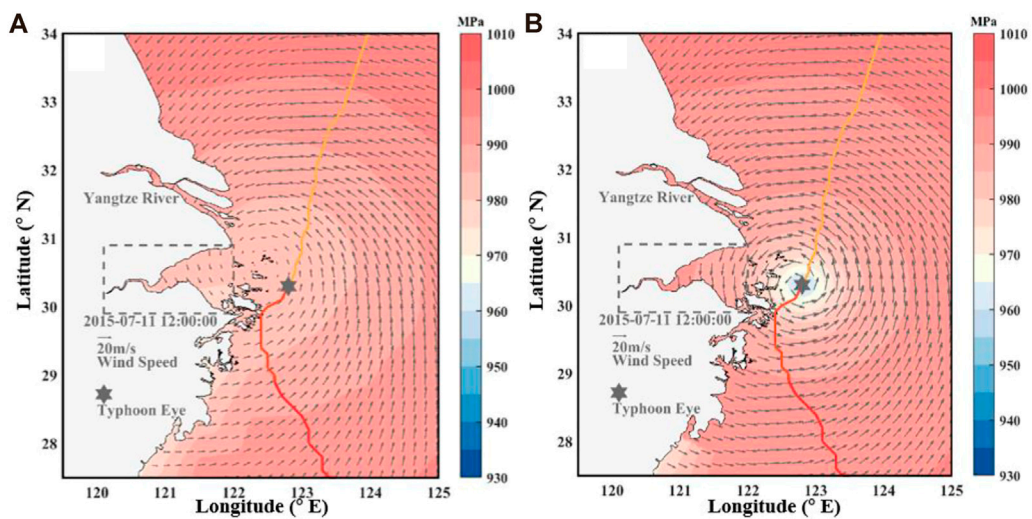 A
MPa
34
33
32
31
30
29
28
Latitude (° N)
Yangtze River
2015-07-11 12:00:00
20m/s
Wind Speed
Typhoon Eye
120
121
122
123
124
125
Longitude (° E)
1010
1000
990
980
970
960
950
940
930
B
MPa
34
33
32
31
30
29
28
Latitude (° N)
Yangtze River
2015-07-11 12:00:00
20m/s
Wind Speed
Typhoon Eye
120
121
122
123
124
125
Longitude (° E)
1010
1000
990
980
970
960
950
940
930